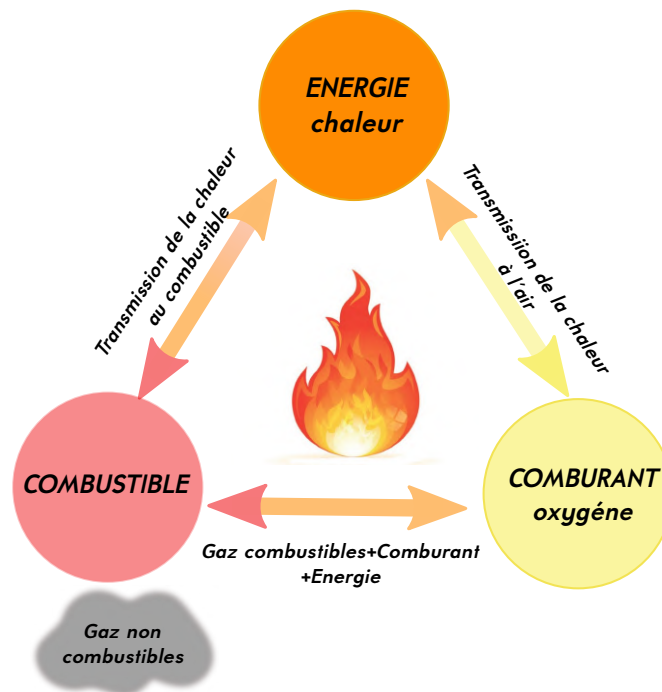 ENERGIE
chaleur
Transmission de la chaleur
au combustible
Transmisiion de la chaleur
à l'air
COMBUSTIBLE
COMBURANT
oxygéne
Gaz combustibles+Comburant
+Energie
Gaz non
combustibles